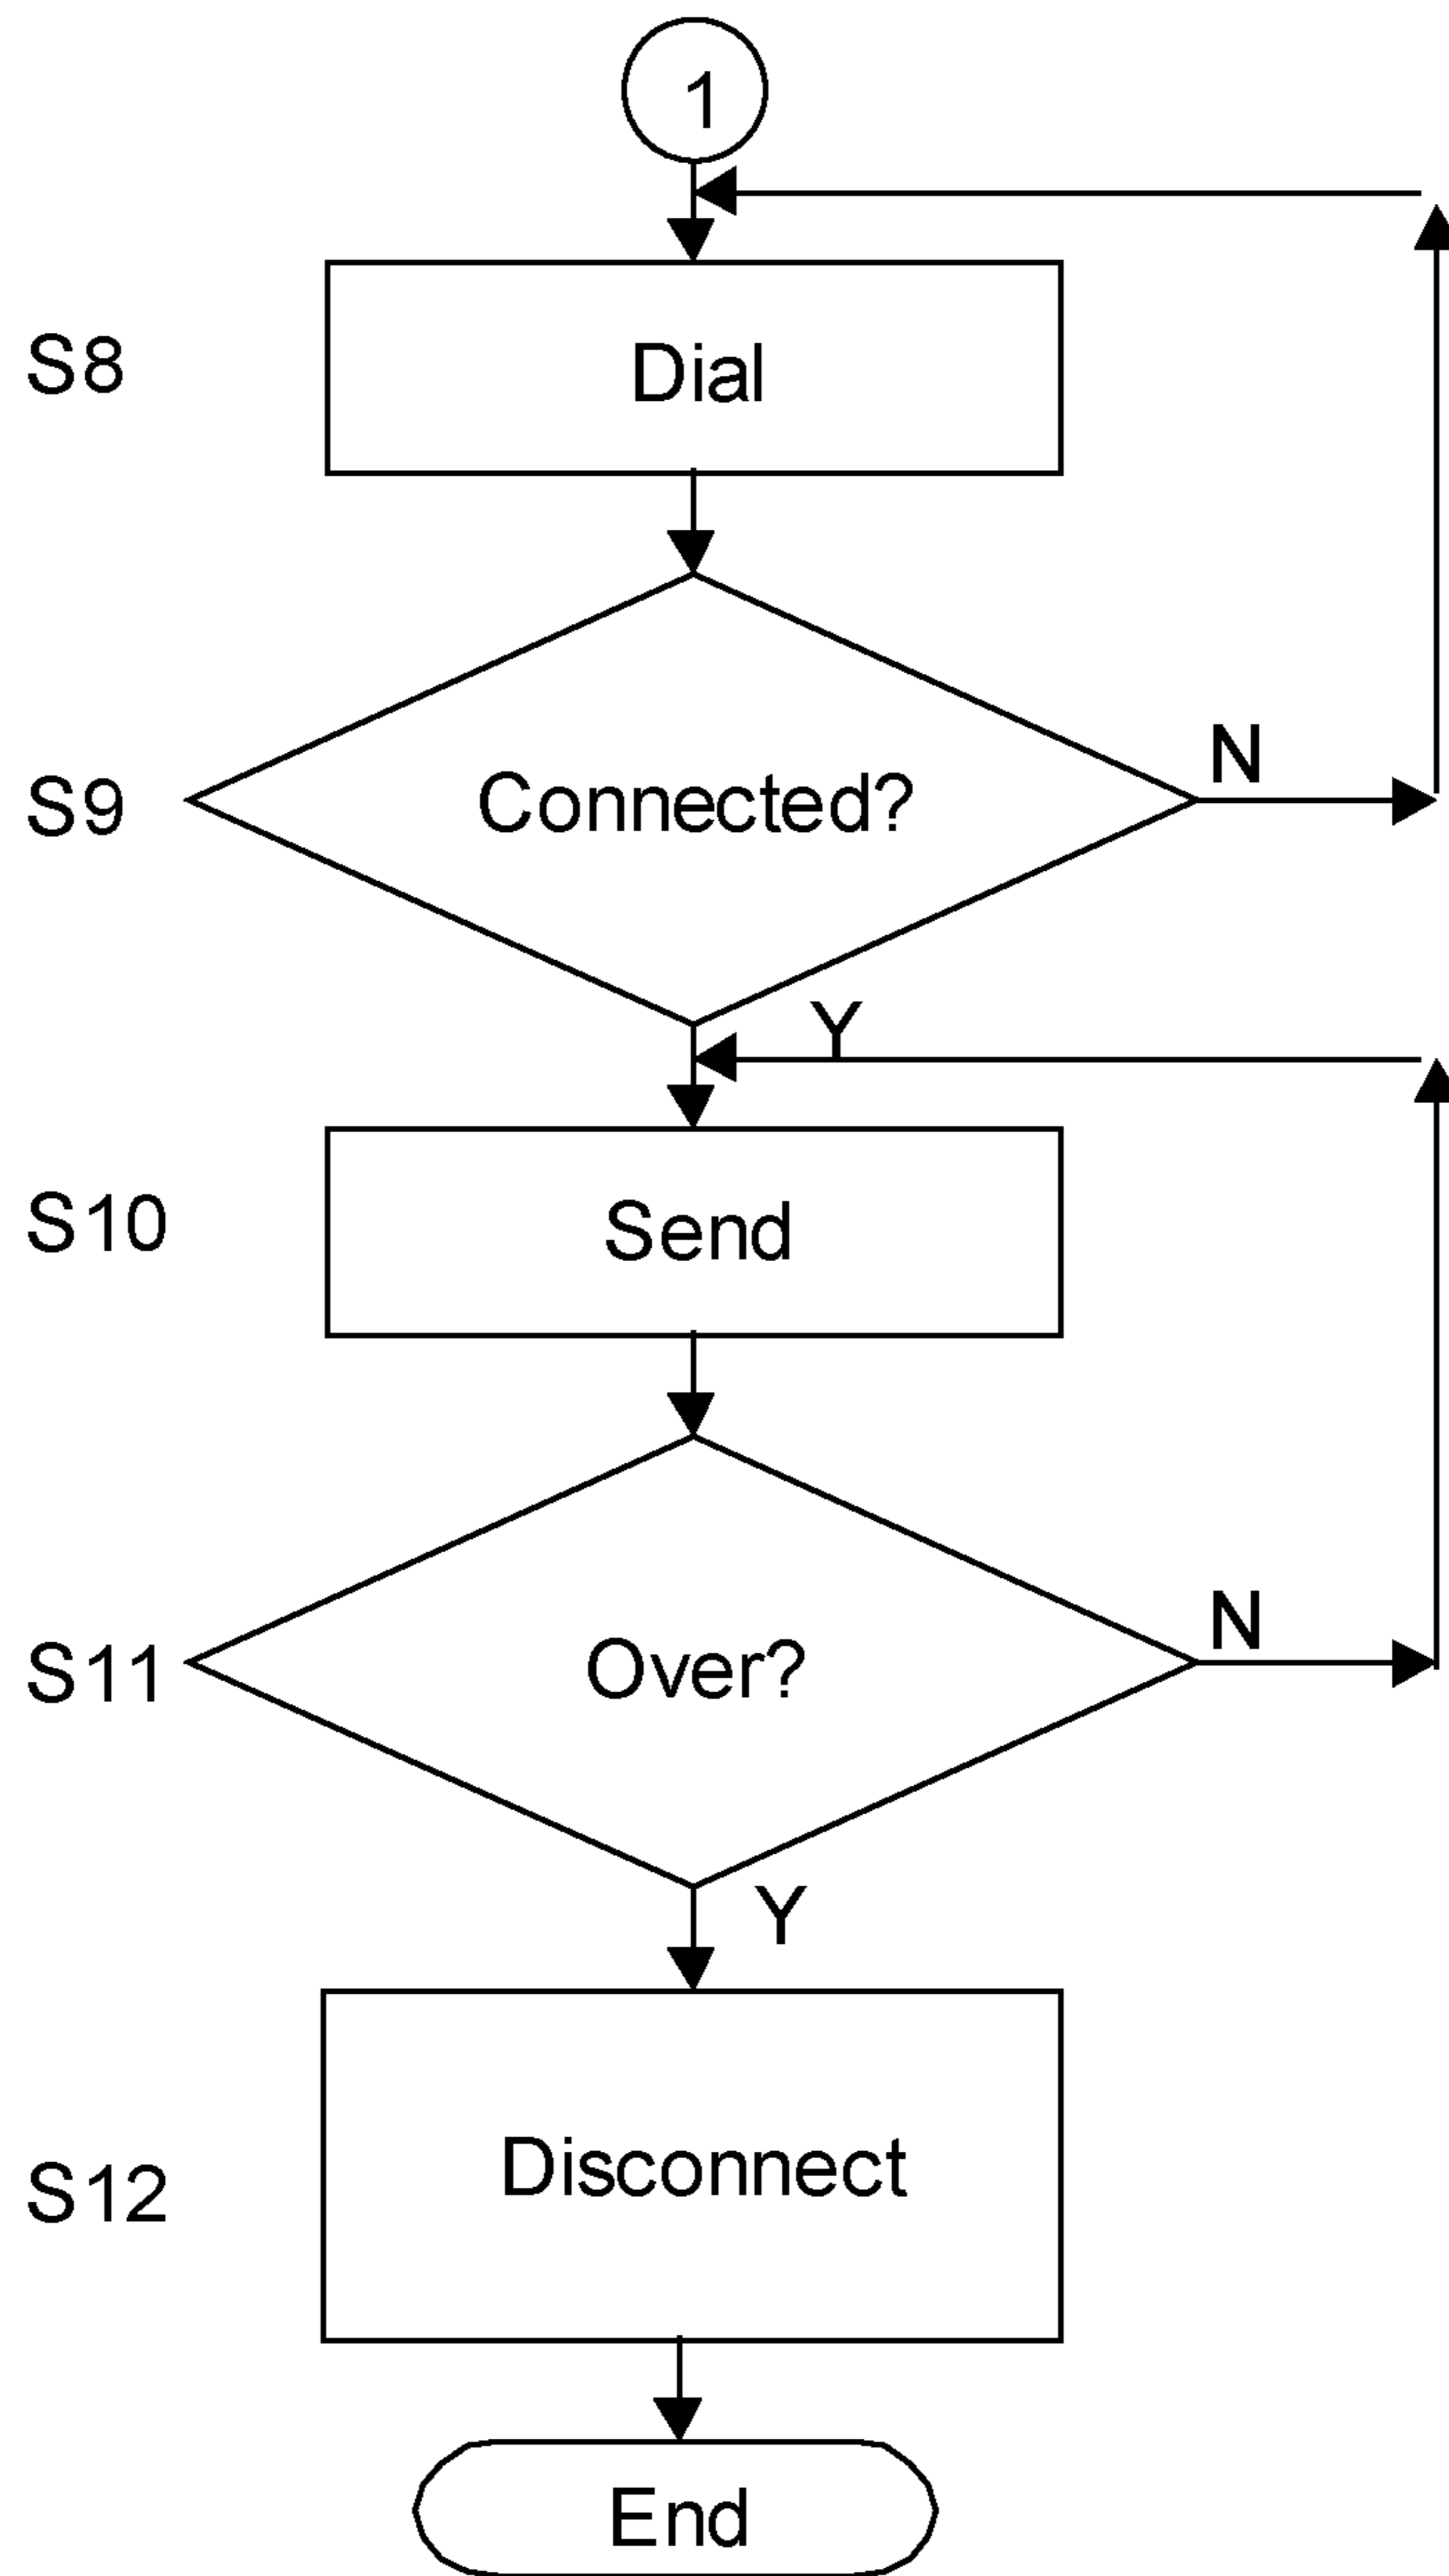 1
S8
Dial
S9
Connected?
N
Y
S10
Send
S11
Over?
N
Y
S12
Disconnect
End